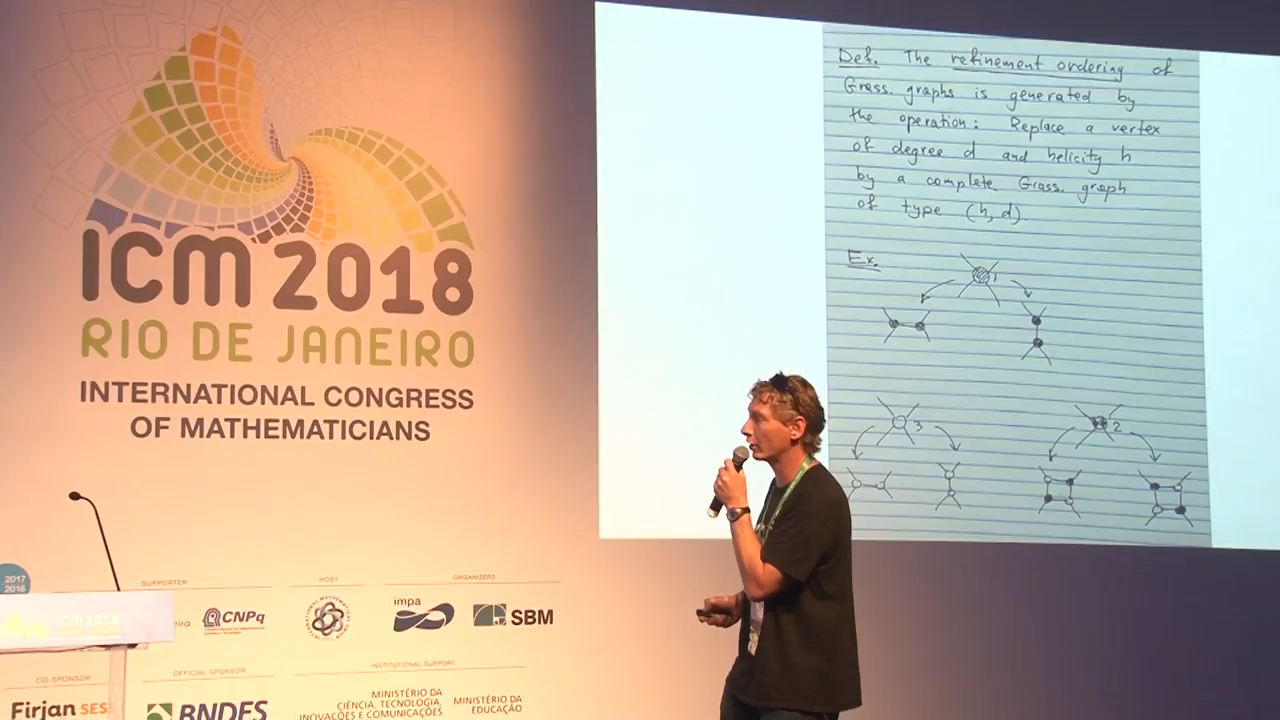 ICM 2018
RIO DE JANEIRO
INTERNATIONAL CONGRESS
OF MATHEMATICIANS
Def. The refinement ordering of
Grass. graphs is generated by
the operation: Replace a vertex
of degree d and helicity h
by a complete Grass. graph
of type (h,d).
Ex.
1
3
2
2017
2018
icm 2018
SUPPORTER
CNPq
HOST
ORGANIZERS
impa
SBM
CO-SPONSOR
Firjan SES
OFFICIAL SPONSOR
BNDES
INSTITUTIONAL SUPPORT
MINISTÉRIO DA
CIÊNCIA, TECNOLOGIA,
INOVAÇÕES E COMUNICAÇÕES
MINISTÉRIO DA
EDUCAÇÃO